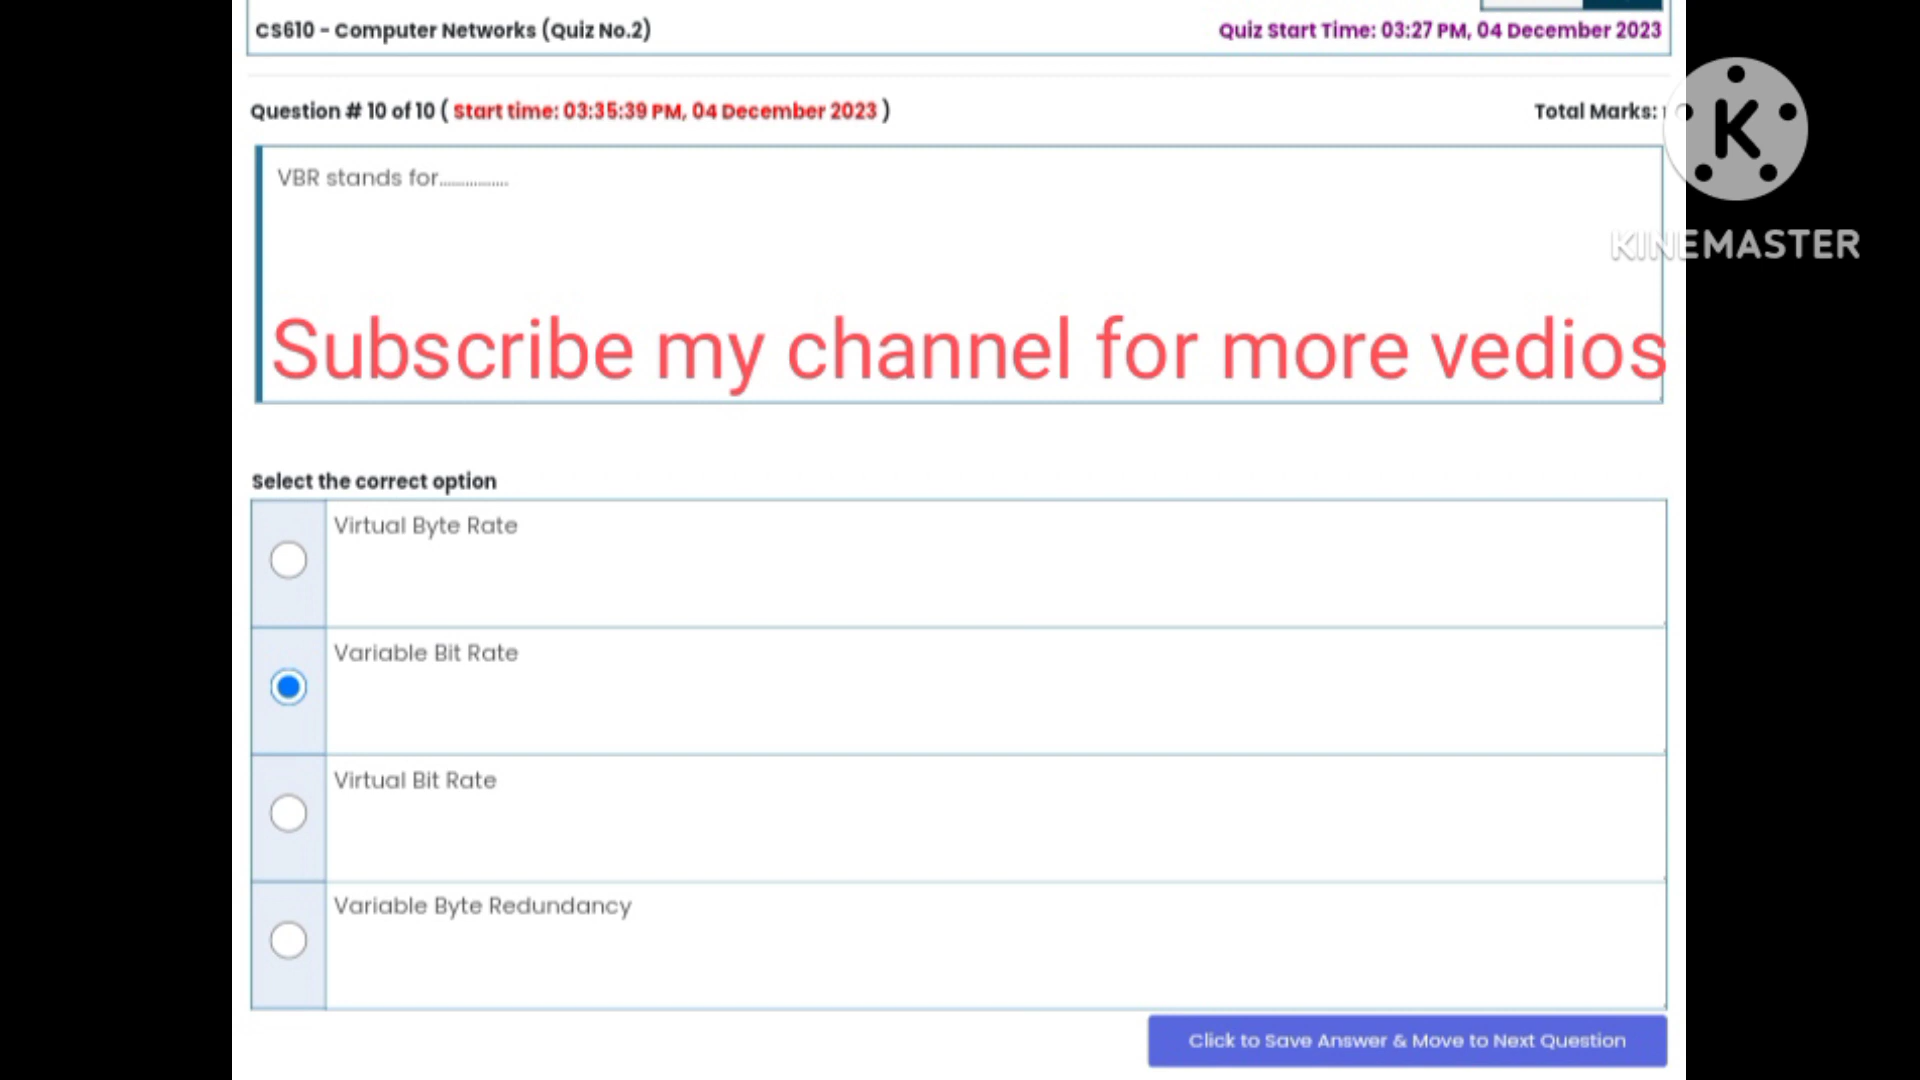 CS610 - Computer Networks (Quiz No.2)
Quiz Start Time: 03:27 PM, 04 December 2023
Question # 10 of 10 ( Start time: 03:35:39 PM, 04 December 2023 )
Total Marks:
K
KINEMASTER
VBR stands for................
Subscribe my channel for more vedios
Select the correct option
Virtual Byte Rate
Variable Bit Rate
Virtual Bit Rate
Variable Byte Redundancy
Click to Save Answer & Move to Next Question